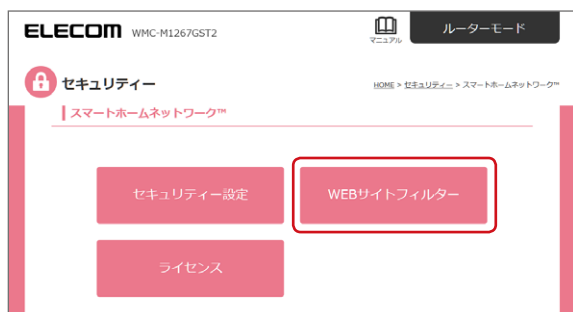 ELECOM WMC-M1267GST2 マニュアル ルーターモード
セキュリティー HOME > セキュリティー > スマートホームネットワーク™
スマートホームネットワーク™
セキュリティー設定 WEBサイトフィルター
ライセンス